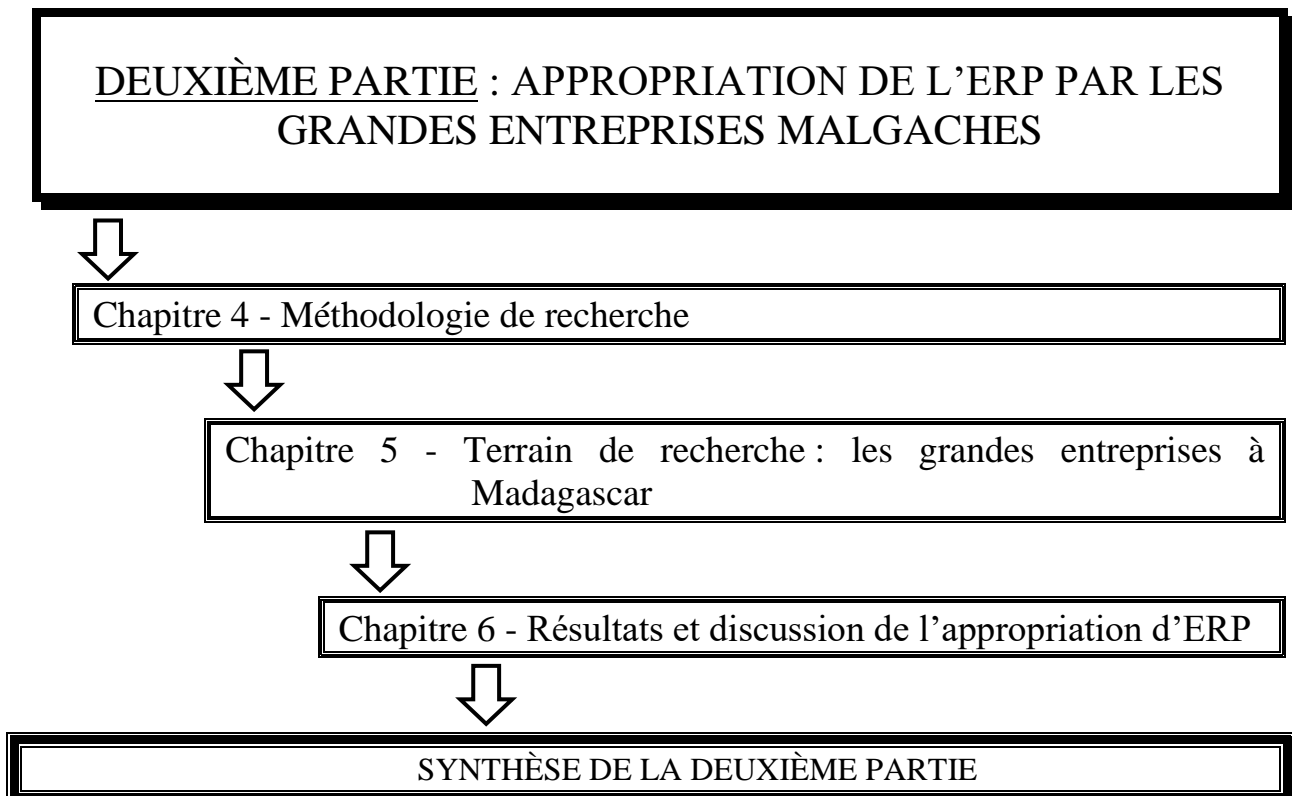 DEUXIÈME PARTIE : APPROPRIATION DE L’ERP PAR LES
GRANDES ENTREPRISES MALGACHES
Chapitre 4 - Méthodologie de recherche
Chapitre 5 - Terrain de recherche : les grandes entreprises à
Madagascar
Chapitre 6 - Résultats et discussion de l’appropriation d’ERP
SYNTHÈSE DE LA DEUXIÈME PARTIE